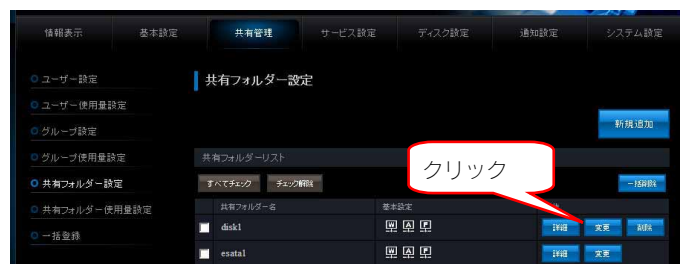 情報表示 基本設定 共有管理 サービス設定 ディスク設定 通知設定 システム設定
ユーザー設定
ユーザー使用量設定
グループ設定
グループ使用量設定
共有フォルダー設定
共有フォルダー使用量設定
一括登録
共有フォルダー設定
新規追加
共有フォルダーリスト
クリック
すべてチェック チェック解除 一括削除
共有フォルダー名 基本設定
disk1 W A F 詳細 変更 削除
esata1 W A F 詳細 変更